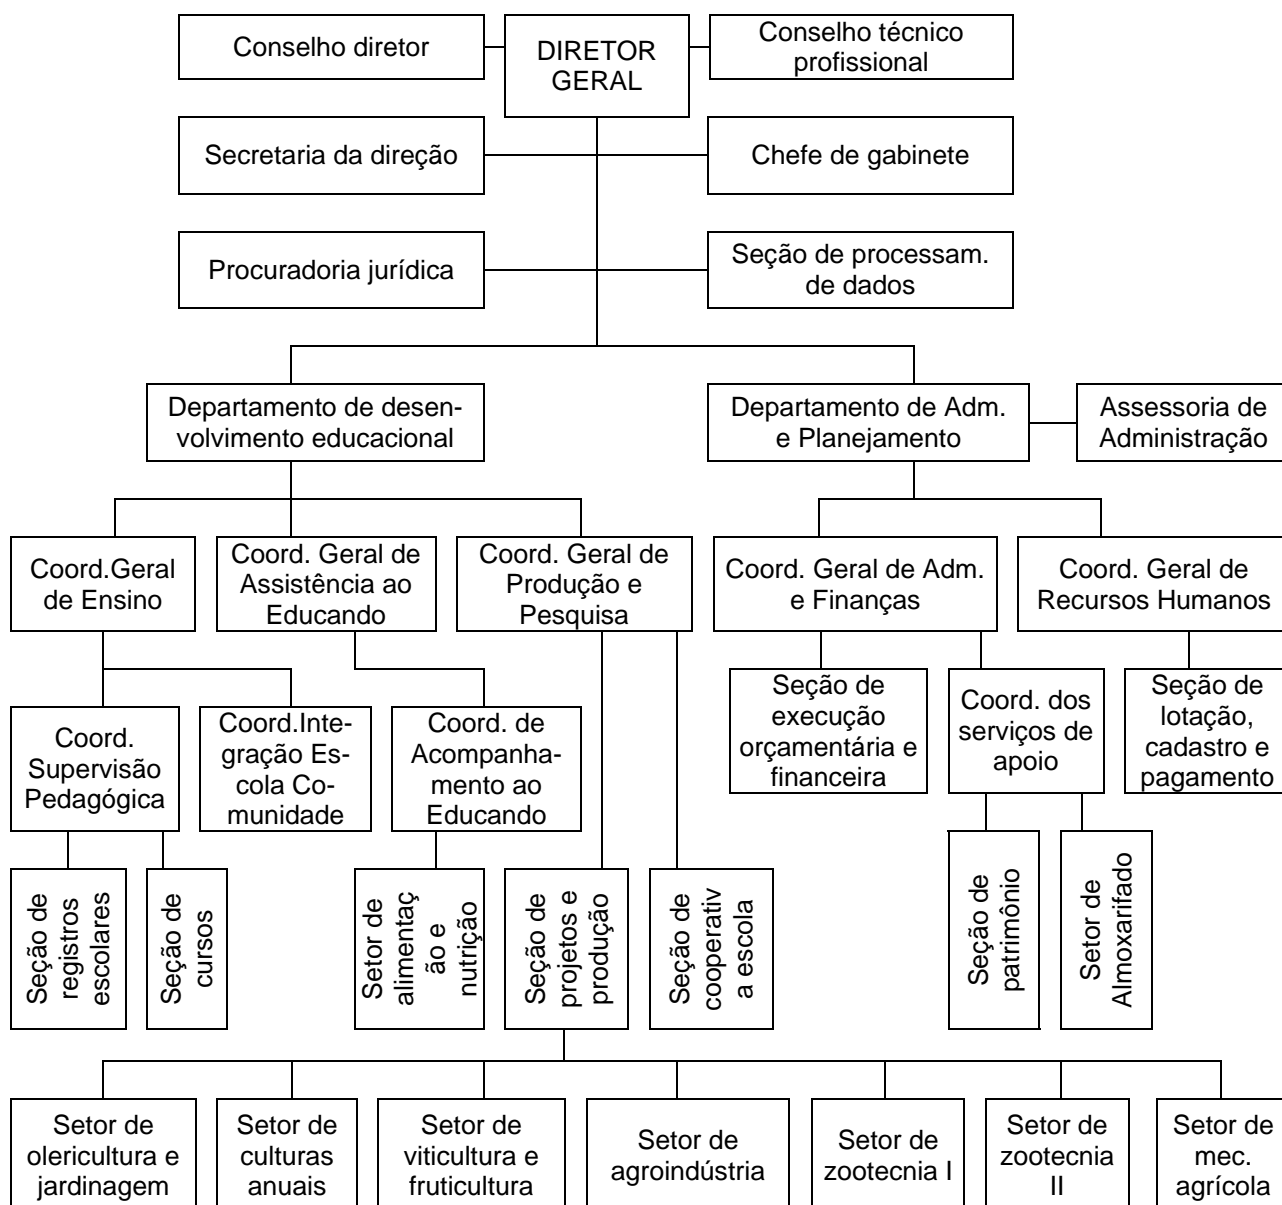 Conselho diretor
DIRETOR
GERAL
Conselho técnico
profissional
Secretaria da direção
Chefe de gabinete
Procuradoria jurídica
Seção de processam.
de dados
Departamento de desen-
volvimento educacional
Departamento de Adm.
e Planejamento
Assessoria de
Administração
Coord.Geral
de Ensino
Coord. Geral de
Assistência ao
Educando
Coord. Geral de
Produção e
Pesquisa
Coord. Geral de Adm.
e Finanças
Coord. Geral de
Recursos Humanos
Seção de
execução
orçamentária e
financeira
Coord. dos
serviços de
apoio
Seção de
lotação,
cadastro e
pagamento
Coord.
Supervisão
Pedagógica
Coord.Inte-
gração Es-
cola Co-
munidade
Coord. de
Acompanha-
mento ao
Educando
Seção de
registros
escolares
Seção de
cursos
Setor de
alimentaç
ão e
nutrição
Seção de
projetos e
produção
Seção de
cooperativ
a escola
Seção de
patrimônio
Setor de
Almoxarifado
Setor de
olericultura e
jardinagem
Setor de
culturas
anuais
Setor de
viticultura e
fruticultura
Setor de
agroindústria
Setor de
zootecnia I
Setor de
zootecnia
II
Setor de
mec.
agrícola